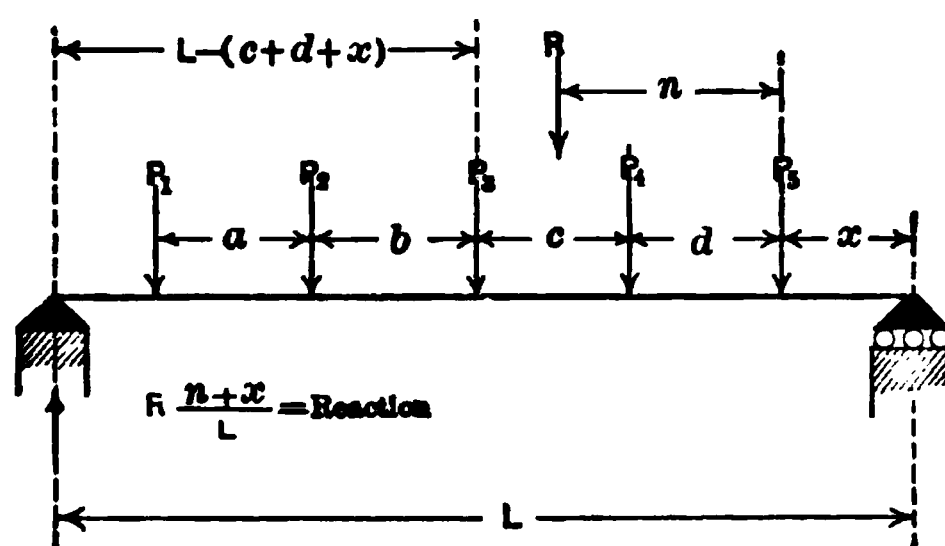 L—(c+d+x)
R
n
P₁ P₂ P₃ P₄ P₅
a b c d x
R n+x/L = Reaction
L